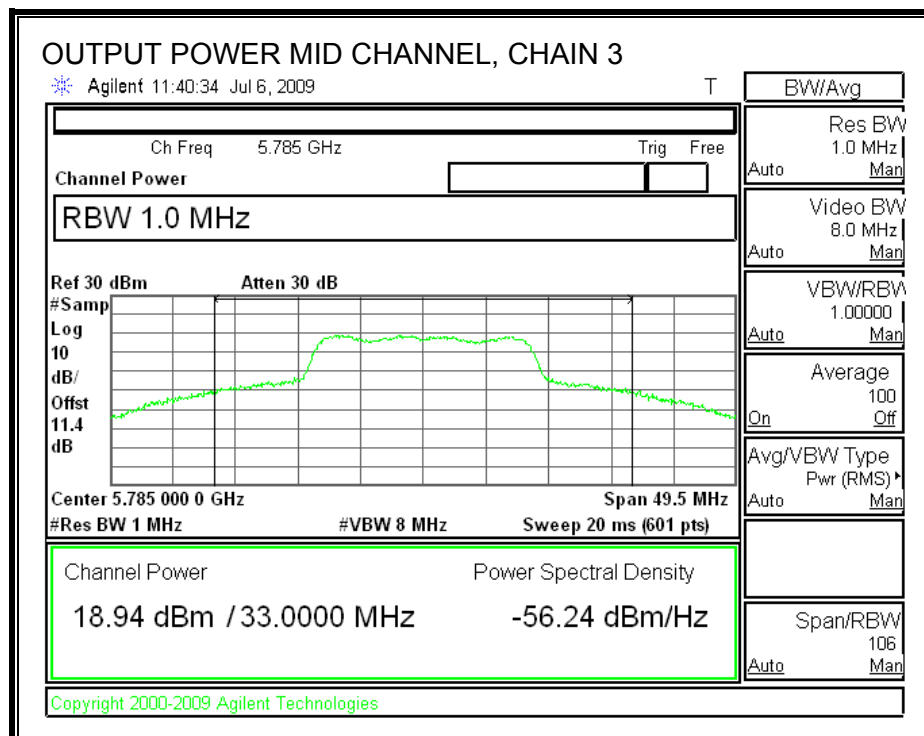 OUTPUT POWER MID CHANNEL, CHAIN 3
Agilent 11:40:34 Jul 6, 2009 T
BW/Avg
Ch Freq 5.785 GHz Trig Free
Channel Power
RBW 1.0 MHz
Ref 30 dBm Atten 30 dB
#Samp
Log
10
dB/
Offst
11.4
dB
Center 5.785 000 0 GHz Span 49.5 MHz
#Res BW 1 MHz #VBW 8 MHz Sweep 20 ms (601 pts)
Channel Power Power Spectral Density
18.94 dBm / 33.0000 MHz -56.24 dBm/Hz
Copyright 2000-2009 Agilent Technologies
Res BW
1.0 MHz
Auto Man
Video BW
8.0 MHz
Auto Man
VBW/RBW
1.00000
Auto Man
Average
100
On Off
Avg/VBW Type
Pwr (RMS)
Auto Man
Span/RBW
106
Auto Man